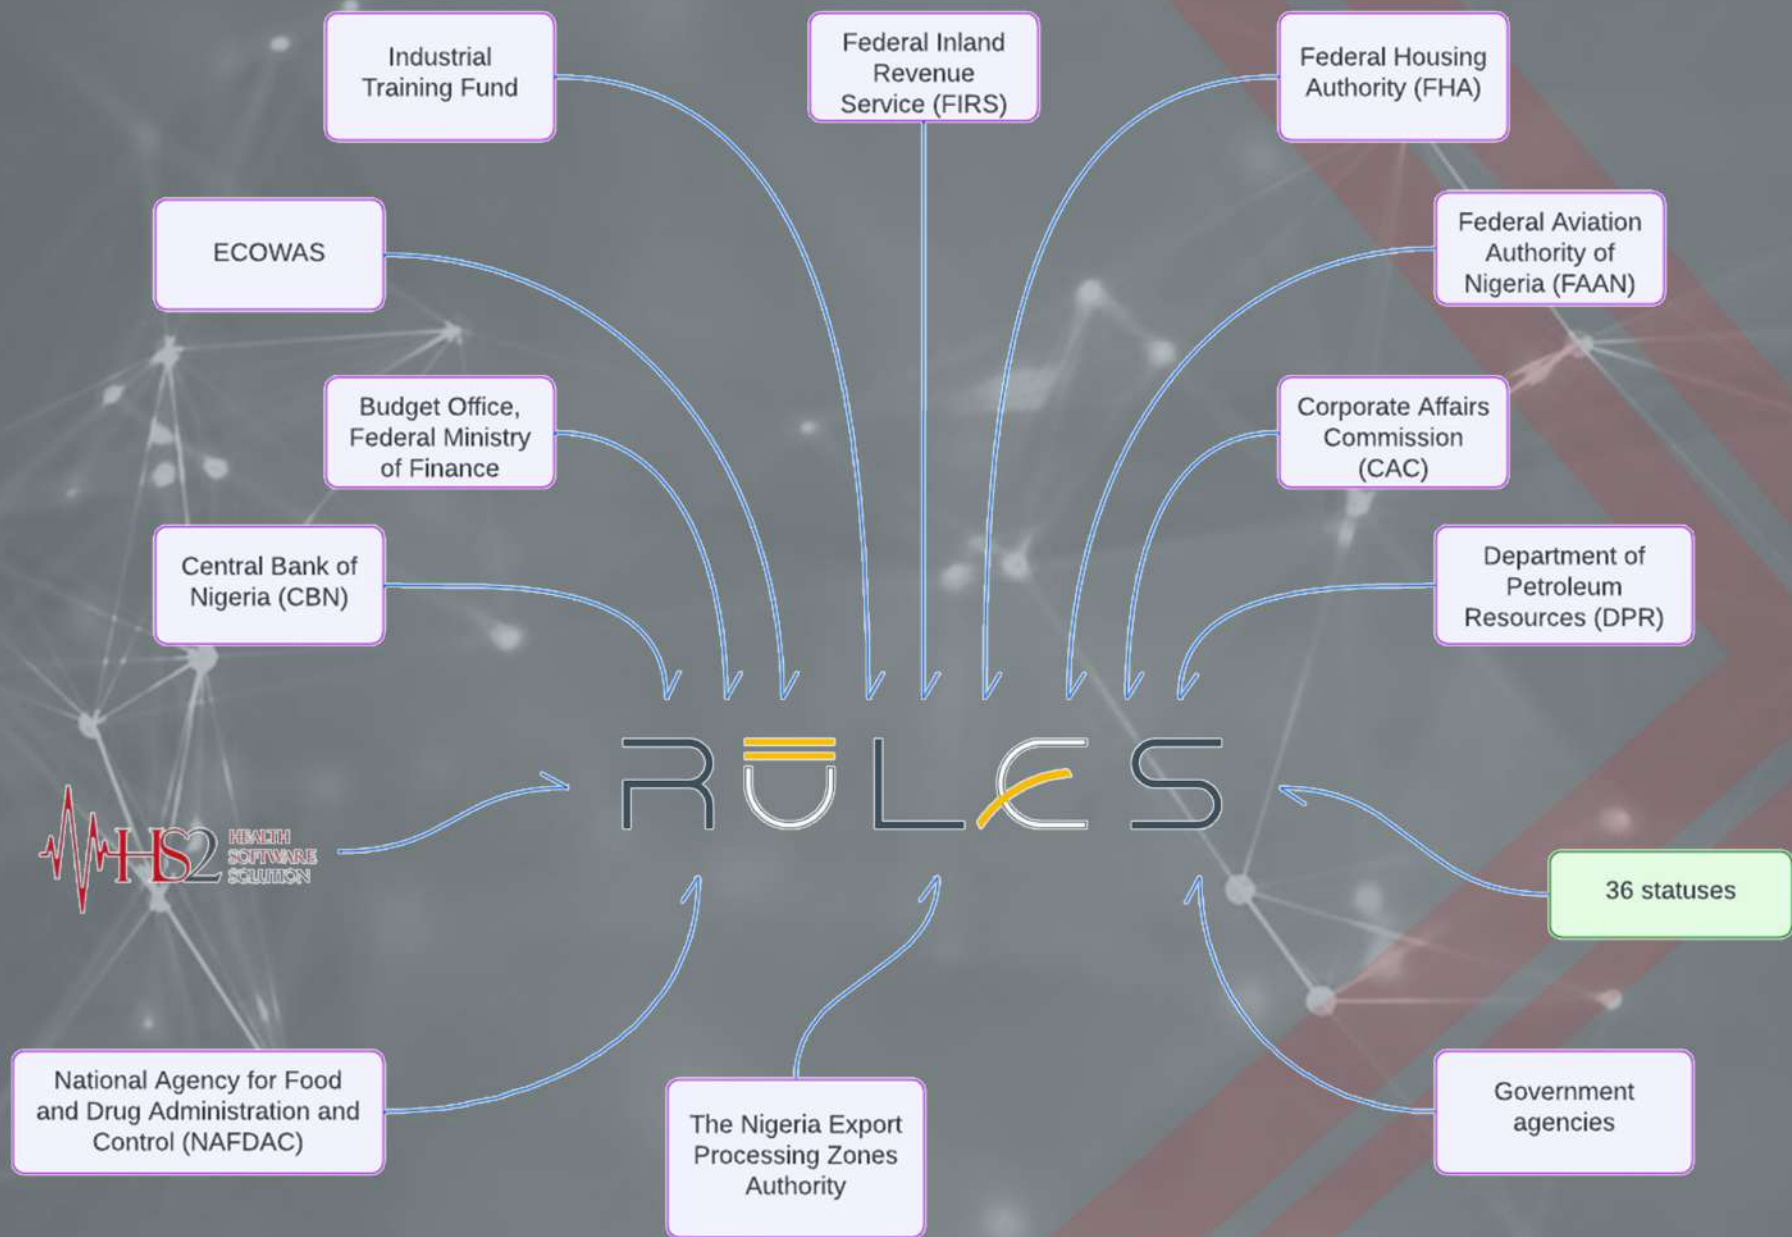 Industrial
Training Fund
Federal Inland
Revenue
Service (FIRS)
Federal Housing
Authority (FHA)
ECOWAS
Federal Aviation
Authority of
Nigeria (FAAN)
Budget Office,
Federal Ministry
of Finance
Corporate Affairs
Commission
(CAC)
Central Bank of
Nigeria (CBN)
Department of
Petroleum
Resources (DPR)
RULES
HS2
HEALTH
SOFTWARE
SOLUTION
36 statuses
National Agency for Food
and Drug Administration and
Control (NAFDAC)
The Nigeria Export
Processing Zones
Authority
Government
agencies